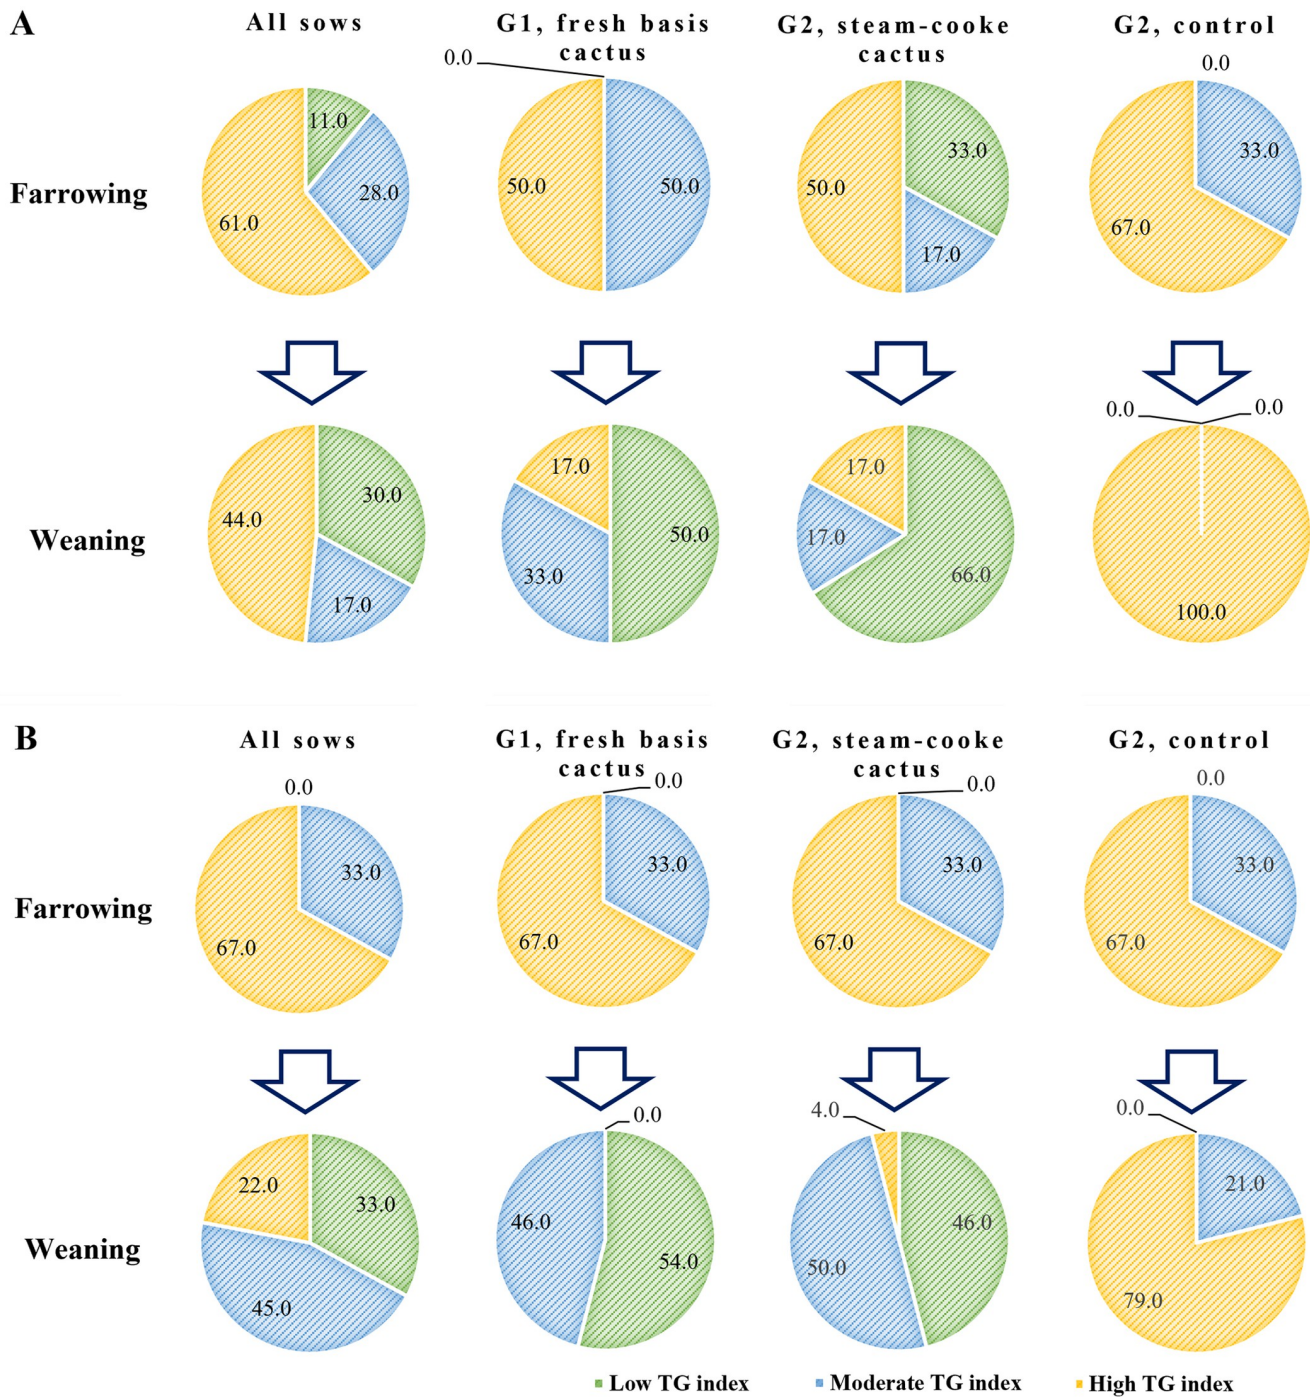 A
All sows
G1, fresh basis
cactus
G2, steam-cooke
cactus
G2, control
0.0
0.0
11.0
28.0
61.0
50.0
50.0
33.0
17.0
50.0
33.0
67.0
Farrowing
0.0
0.0
30.0
17.0
44.0
17.0
50.0
33.0
17.0
17.0
66.0
100.0
Weaning
B
All sows
G1, fresh basis
cactus
G2, steam-cooke
cactus
G2, control
0.0
0.0
0.0
0.0
33.0
67.0
33.0
67.0
33.0
67.0
33.0
67.0
Farrowing
0.0
4.0
0.0
22.0
33.0
45.0
46.0
54.0
46.0
50.0
21.0
79.0
Weaning
Low TG index
Moderate TG index
High TG index